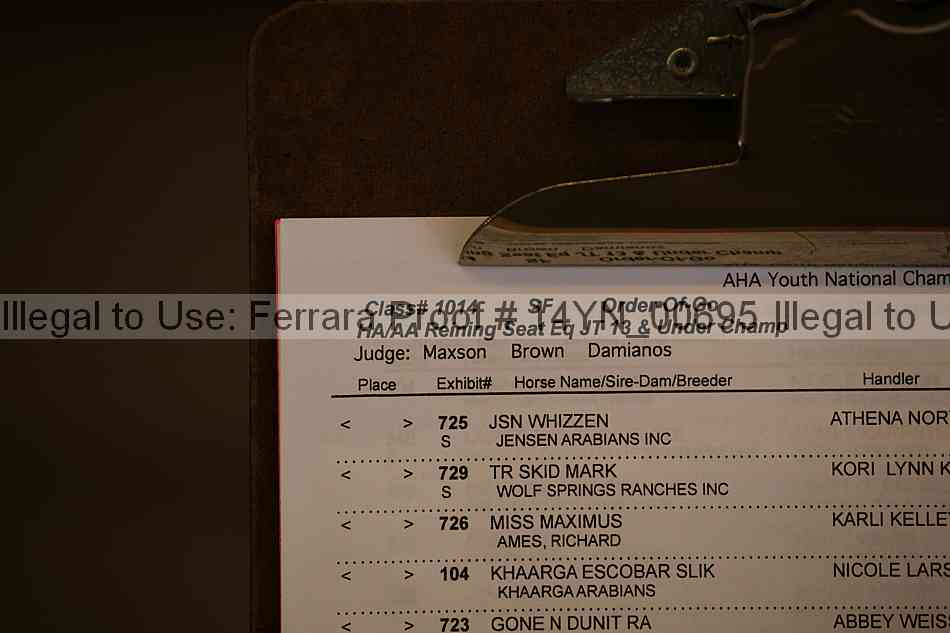 AHA Youth National Cham
Class# 1014 SF Order Of Go
Illegal to Use: Ferrara Proof # 14YN_00695 Illegal to U
HA/AA Reining Seat Eq JT 13 & Under Champ
Judge: Maxson Brown Damianos
Place Exhibit# Horse Name/Sire-Dam/Breeder Handler
< > 725 JSN WHIZZEN ATHENA NOR
S JENSEN ARABIANS INC
< > 729 TR SKID MARK KORI LYNN K
S WOLF SPRINGS RANCHES INC
< > 726 MISS MAXIMUS KARLI KELLE
AMES, RICHARD
< > 104 KHAARGA ESCOBAR SLIK NICOLE LARS
KHAARGA ARABIANS
< > 723 GONE N DUNIT RA ABBEY WEIS